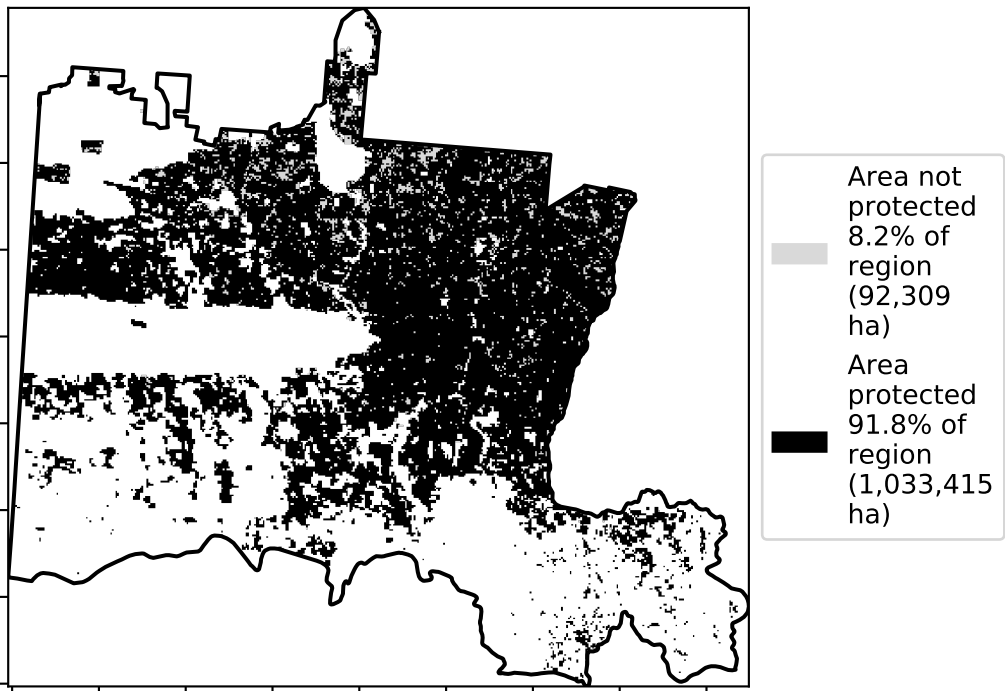 Area not
protected
8.2% of
region
(92,309
ha)
Area
protected
91.8% of
region
(1,033,415
ha)